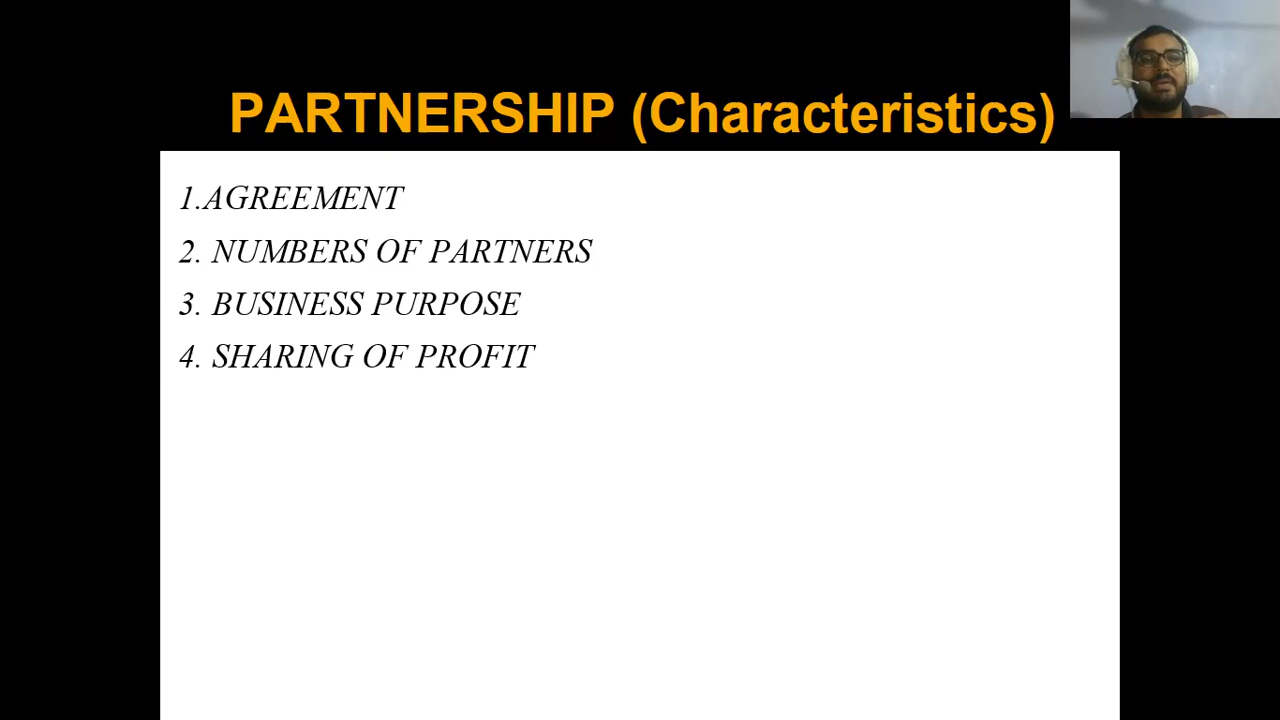 PARTNERSHIP (Characteristics)
1.AGREEMENT
2. NUMBERS OF PARTNERS
3. BUSINESS PURPOSE
4. SHARING OF PROFIT